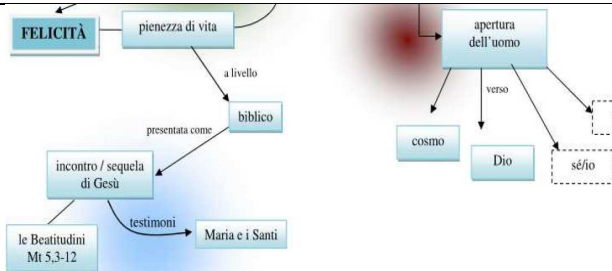 FELICITÀ
pienezza di vita
a livello
biblico
presentata come
incontro / sequela
di Gesù
testimoni
le Beatitudini
Mt 5,3-12
Maria e i Santi
apertura
dell'uomo
verso
cosmo
Dio
sé/io